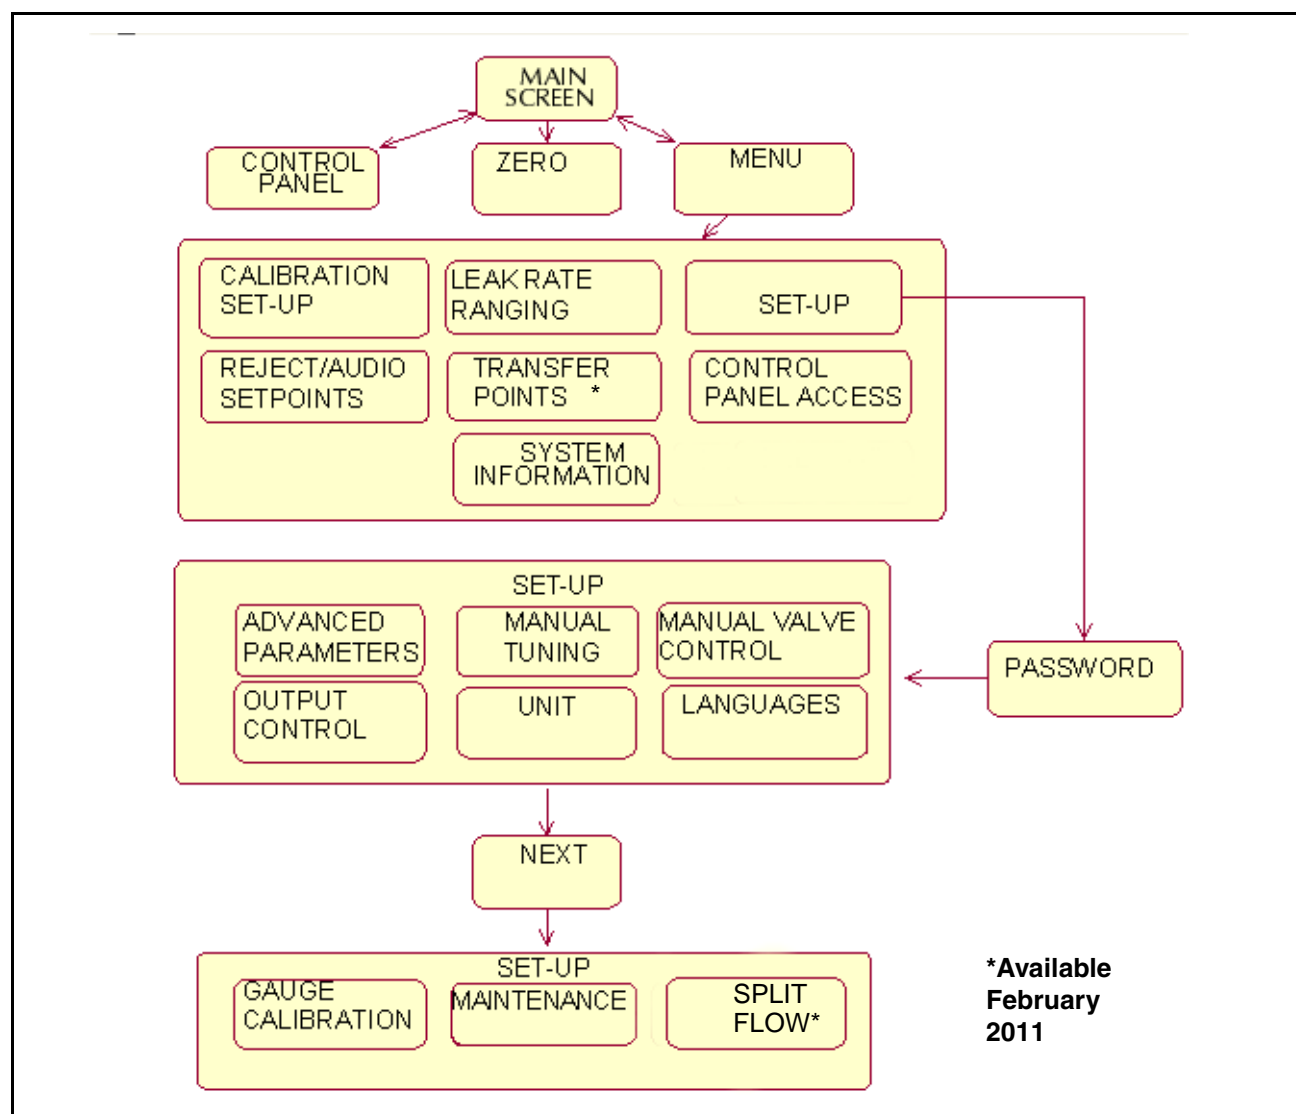 MAIN
SCREEN
CONTROL
PANEL
ZERO
MENU
CALIBRATION
SET-UP
LEAK RATE
RANGING
SET-UP
REJECT/AUDIO
SETPOINTS
TRANSFER
POINTS *
CONTROL
PANEL ACCESS
SYSTEM
INFORMATION
SET-UP
ADVANCED
PARAMETERS
MANUAL
TUNING
MANUAL VALVE
CONTROL
PASSWORD
OUTPUT
CONTROL
UNIT
LANGUAGES
NEXT
SET-UP
GAUGE
CALIBRATION
MAINTENANCE
SPLIT
FLOW*
*Available
February
2011